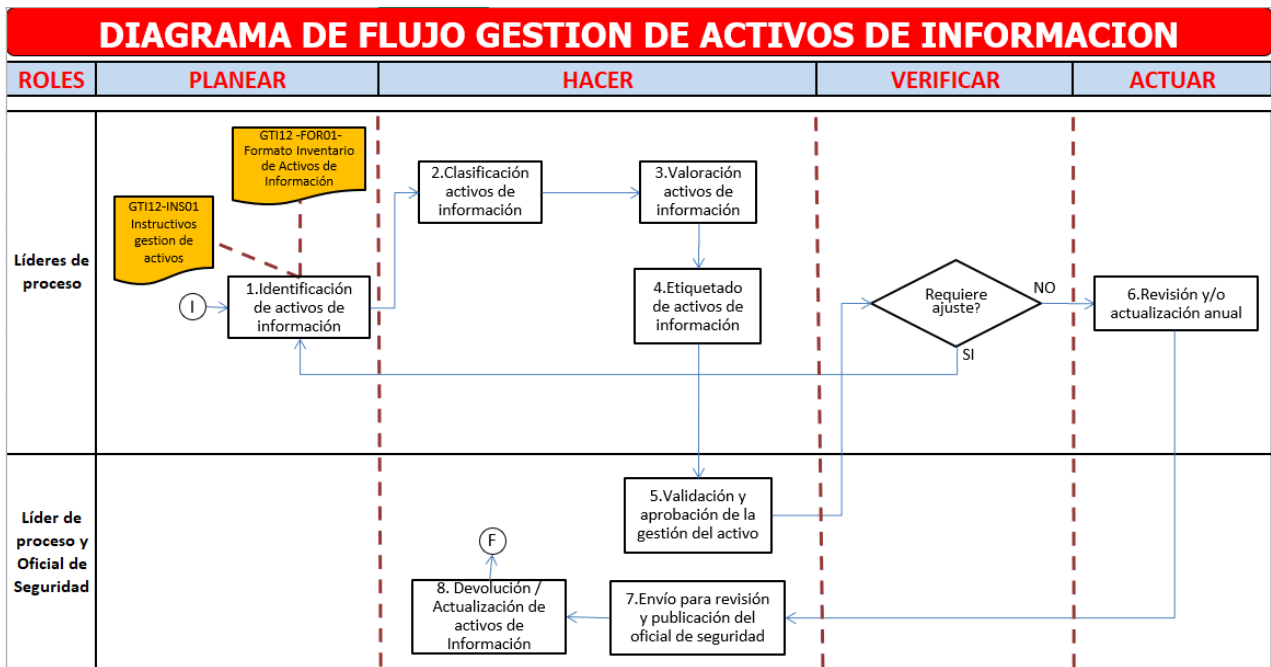 DIAGRAMA DE FLUJO GESTION DE ACTIVOS DE INFORMACION
ROLES
PLANEAR
HACER
VERIFICAR
ACTUAR
Líderes de
proceso
GTI12 -FOR01-
Formato Inventario
de Activos de
Información
GTI12-INS01
Instructivos
gestion de
activos
I
1.Identificación
de activos de
información
2.Clasificación
activos de
información
3.Valoración
activos de
información
4.Etiquetado
de activos de
información
Requiere
ajuste?
NO
SI
6.Revisión y/o
actualización anual
Líder de
proceso y
Oficial de
Seguridad
5.Validación y
aprobación de la
gestión del activo
F
8. Devolución /
Actualización de
activos de
Información
7.Envío para revisión
y publicación del
oficial de seguridad